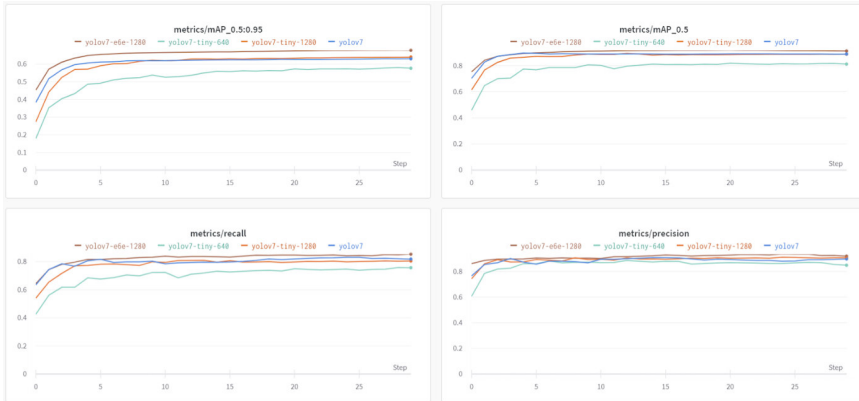 metrics/mAP_0.5:0.95
yolov7-e6e-1280 yolov7-tiny-640 yolov7-tiny-1280 yolov7
0.6
0.5
0.4
0.3
0.2
0.1
0
Step
0 5 10 15 20 25
metrics/mAP_0.5
yolov7-e6e-1280 yolov7-tiny-640 yolov7-tiny-1280 yolov7
0.8
0.6
0.4
0.2
0
Step
0 5 10 15 20 25
metrics/recall
yolov7-e6e-1280 yolov7-tiny-640 yolov7-tiny-1280 yolov7
0.8
0.6
0.4
0.2
0
Step
0 5 10 15 20 25
metrics/precision
yolov7-e6e-1280 yolov7-tiny-640 yolov7-tiny-1280 yolov7
0.8
0.6
0.4
0.2
0
Step
0 5 10 15 20 25